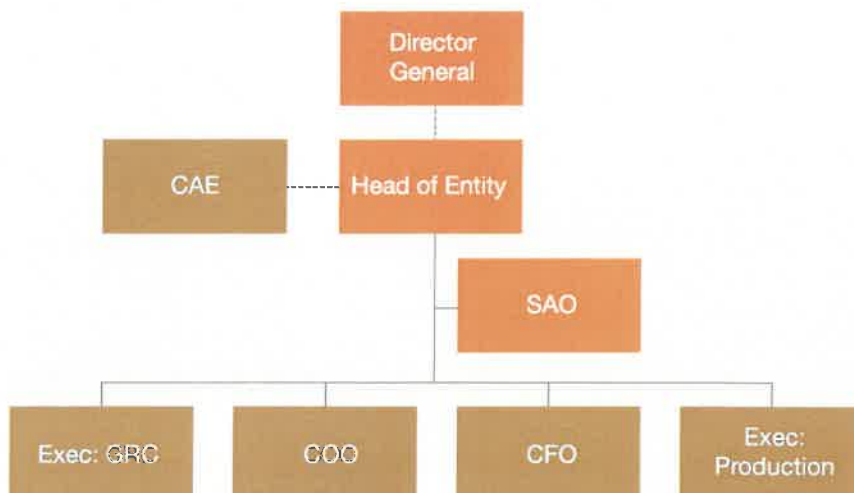 Director
General
CAE
Head of Entity
SAO
Exec: GRC
COO
CFO
Exec:
Production